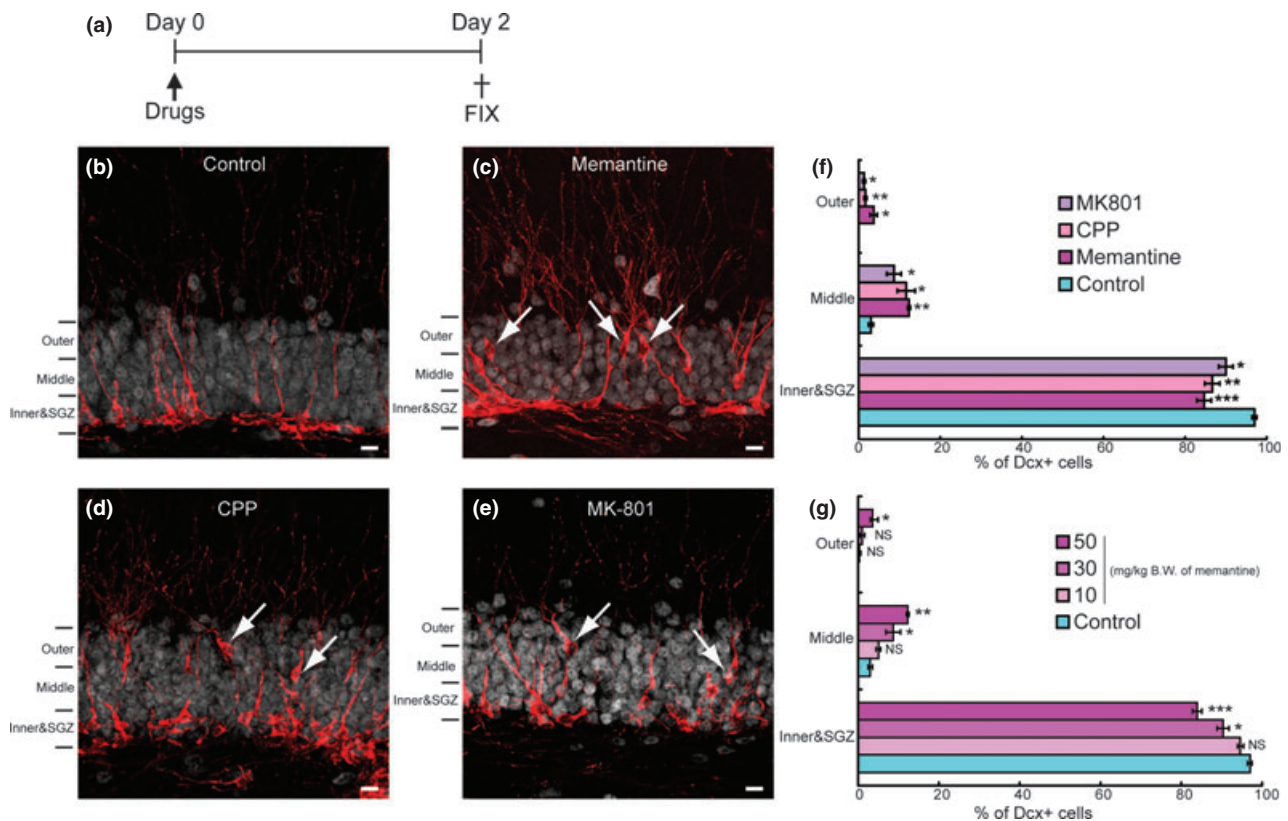 (a)
Day 0
Day 2
Drugs
FIX
(b)
Control
Outer
Middle
Inner&SGZ
(c)
Memantine
Outer
Middle
Inner&SGZ
(d)
CPP
Outer
Middle
Inner&SGZ
(e)
MK-801
Outer
Middle
Inner&SGZ
(f)
Outer
*
**
*
MK801
CPP
Memantine
Control
Middle
*
*
**
Inner&SGZ
*
**
***
0 20 40 60 80 100
% of Dcx+ cells
(g)
Outer
*
NS
NS
50
30 (mg/kg B.W. of memantine)
10
Control
Middle
**
*
NS
Inner&SGZ
***
*
NS
0 20 40 60 80 100
% of Dcx+ cells